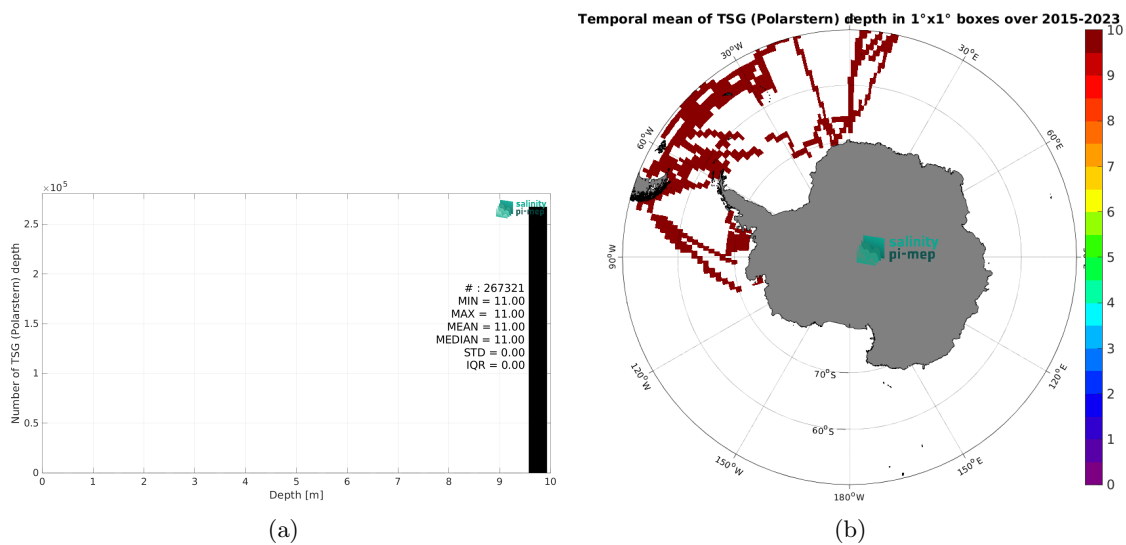 ×10⁵
2.5
2
1.5
1
0.5
0
Number of TSG (Polarstern) depth
salinity
pi-mep
# : 267321
MIN = 11.00
MAX = 11.00
MEAN = 11.00
MEDIAN = 11.00
STD = 0.00
IQR = 0.00
0 1 2 3 4 5 6 7 8 9 10
Depth [m]
(a)
Temporal mean of TSG (Polarstern) depth in 1°x1° boxes over 2015-2023
30°W
30°E
60°W
60°E
90°W
120°W
120°E
150°W
150°E
180°W
70°S
60°S
salinity
pi-mep
10
9
8
7
6
5
4
3
2
1
0
(b)